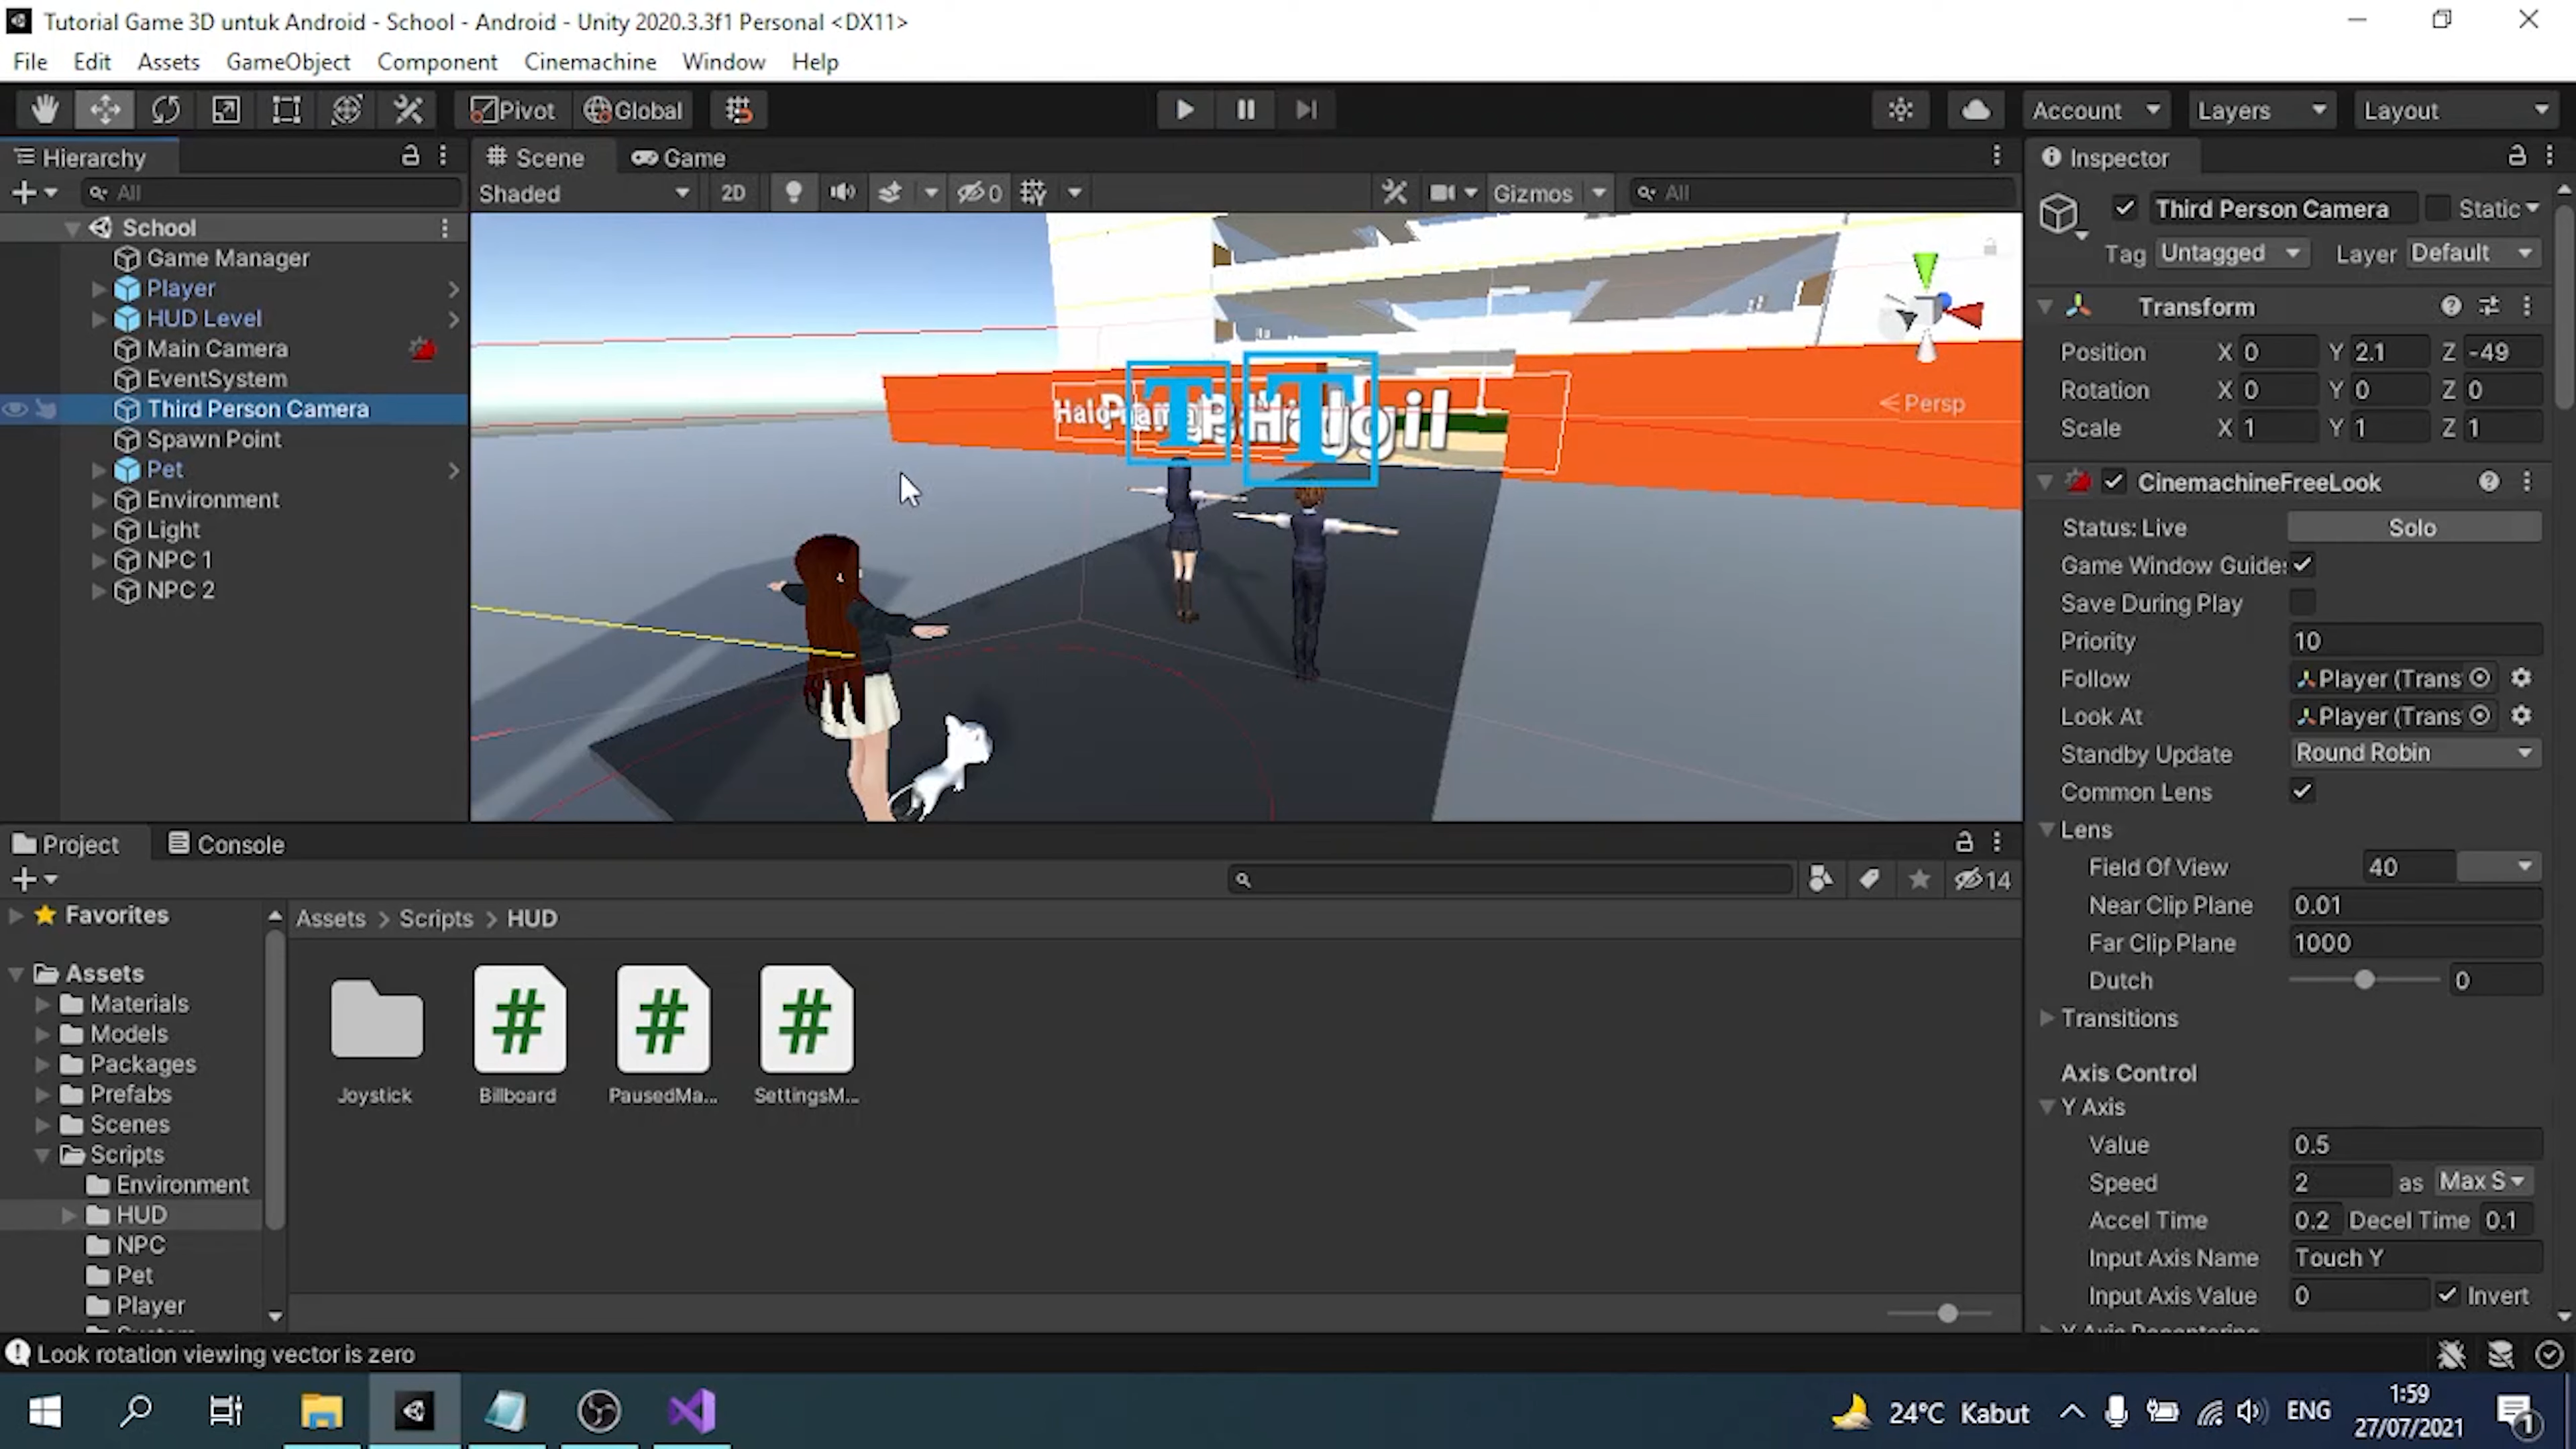 Tutorial Game 3D untuk Android - School - Android - Unity 2020.3.3f1 Personal <DX11>
File Edit Assets GameObject Component Cinemachine Window Help
Pivot Global Account Layers Layout
Hierarchy
All
School
Game Manager
Player
HUD Level
Main Camera
EventSystem
Third Person Camera
Spawn Point
Pet
Environment
Light
NPC 1
NPC 2
Scene Game
Shaded 2D 0 Gizmos All
Persp
Halo
Inspector
Third Person Camera Static
Tag Untagged Layer Default
Transform
Position X 0 Y 2.1 Z -49
Rotation X 0 Y 0 Z 0
Scale X 1 Y 1 Z 1
CinemachineFreeLook
Status: Live Solo
Game Window Guide
Save During Play
Priority 10
Follow Player (Trans
Look At Player (Trans
Standby Update Round Robin
Common Lens
Lens
Field Of View 40
Near Clip Plane 0.01
Far Clip Plane 1000
Dutch 0
Transitions
Axis Control
Y Axis
Value 0.5
Speed 2 as Max S
Accel Time 0.2 Decel Time 0.1
Input Axis Name Touch Y
Input Axis Value 0 Invert
Project Console
14
Favorites
Assets
Materials
Models
Packages
Prefabs
Scenes
Scripts
Environment
HUD
NPC
Pet
Player
Assets > Scripts > HUD
Joystick Billboard PausedMa... SettingsM...
Look rotation viewing vector is zero
24°C Kabut ENG
1:59
27/07/2021
1